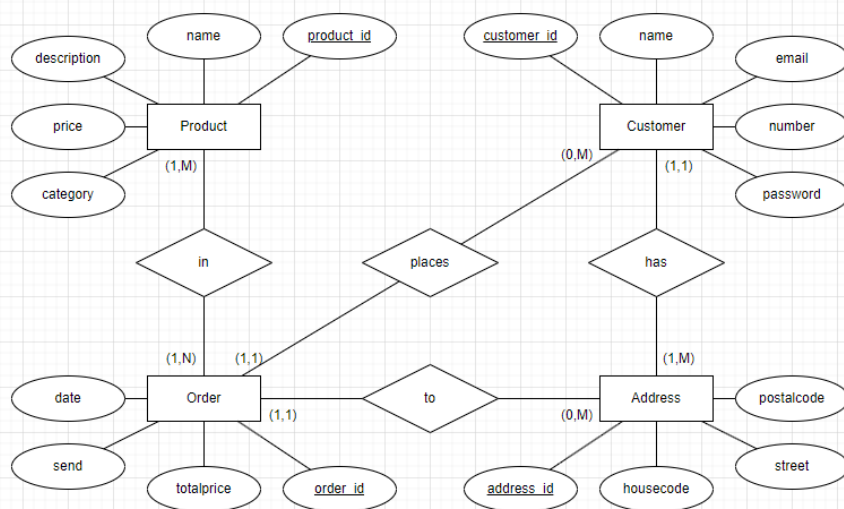 name
product_id
customer_id
name
description
email
price
Product
Customer
number
(1,M)
(0,M)
(1,1)
category
password
in
places
has
(1,N)
(1,1)
(1,M)
date
Order
to
Address
postalcode
(1,1)
(0,M)
send
street
totalprice
order_id
address_id
housecode